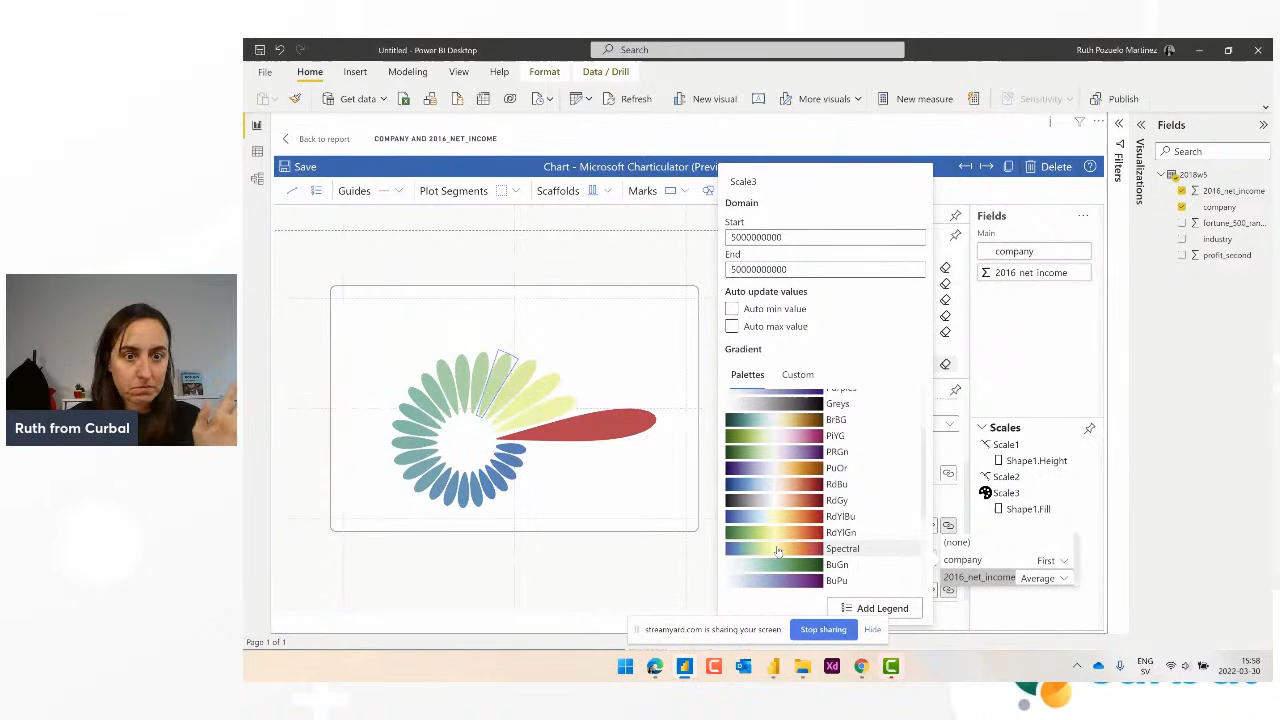 Untitled - Power BI Desktop
Search
Ruth Pozuelo Martinez
File
Home
Insert
Modeling
View
Help
Format
Data / Drill
Get data
Refresh
New visual
More visuals
New measure
Sensitivity
Publish
Back to report
COMPANY AND 2016_NET_INCOME
Save
Chart - Microsoft Charticulator (Previ
Delete
Guides
Plot Segments
Scaffolds
Marks
Scale3
Domain
Start
5000000000
End
50000000000
Auto update values
Auto min value
Auto max value
Gradient
Palettes
Custom
Purples
Greys
BrBG
PiYG
PRGn
PuOr
RdBu
RdGy
RdYlBu
RdYlGn
Spectral
BuGn
BuPu
Add Legend
Fields
Main
company
2016_net_income
Scales
Scale1
Shape1.Height
Scale2
Scale3
Shape1.Fill
(none)
company
First
2016_net_income
Average
Filters
Visualizations
Fields
Search
2018w5
2016_net_income
company
fortune_500_ran...
industry
profit_second
Ruth from Curbal
streamyard.com is sharing your screen.
Stop sharing
Hide
Page 1 of 1
Xd
ENG
SV
15:58
2022-03-30